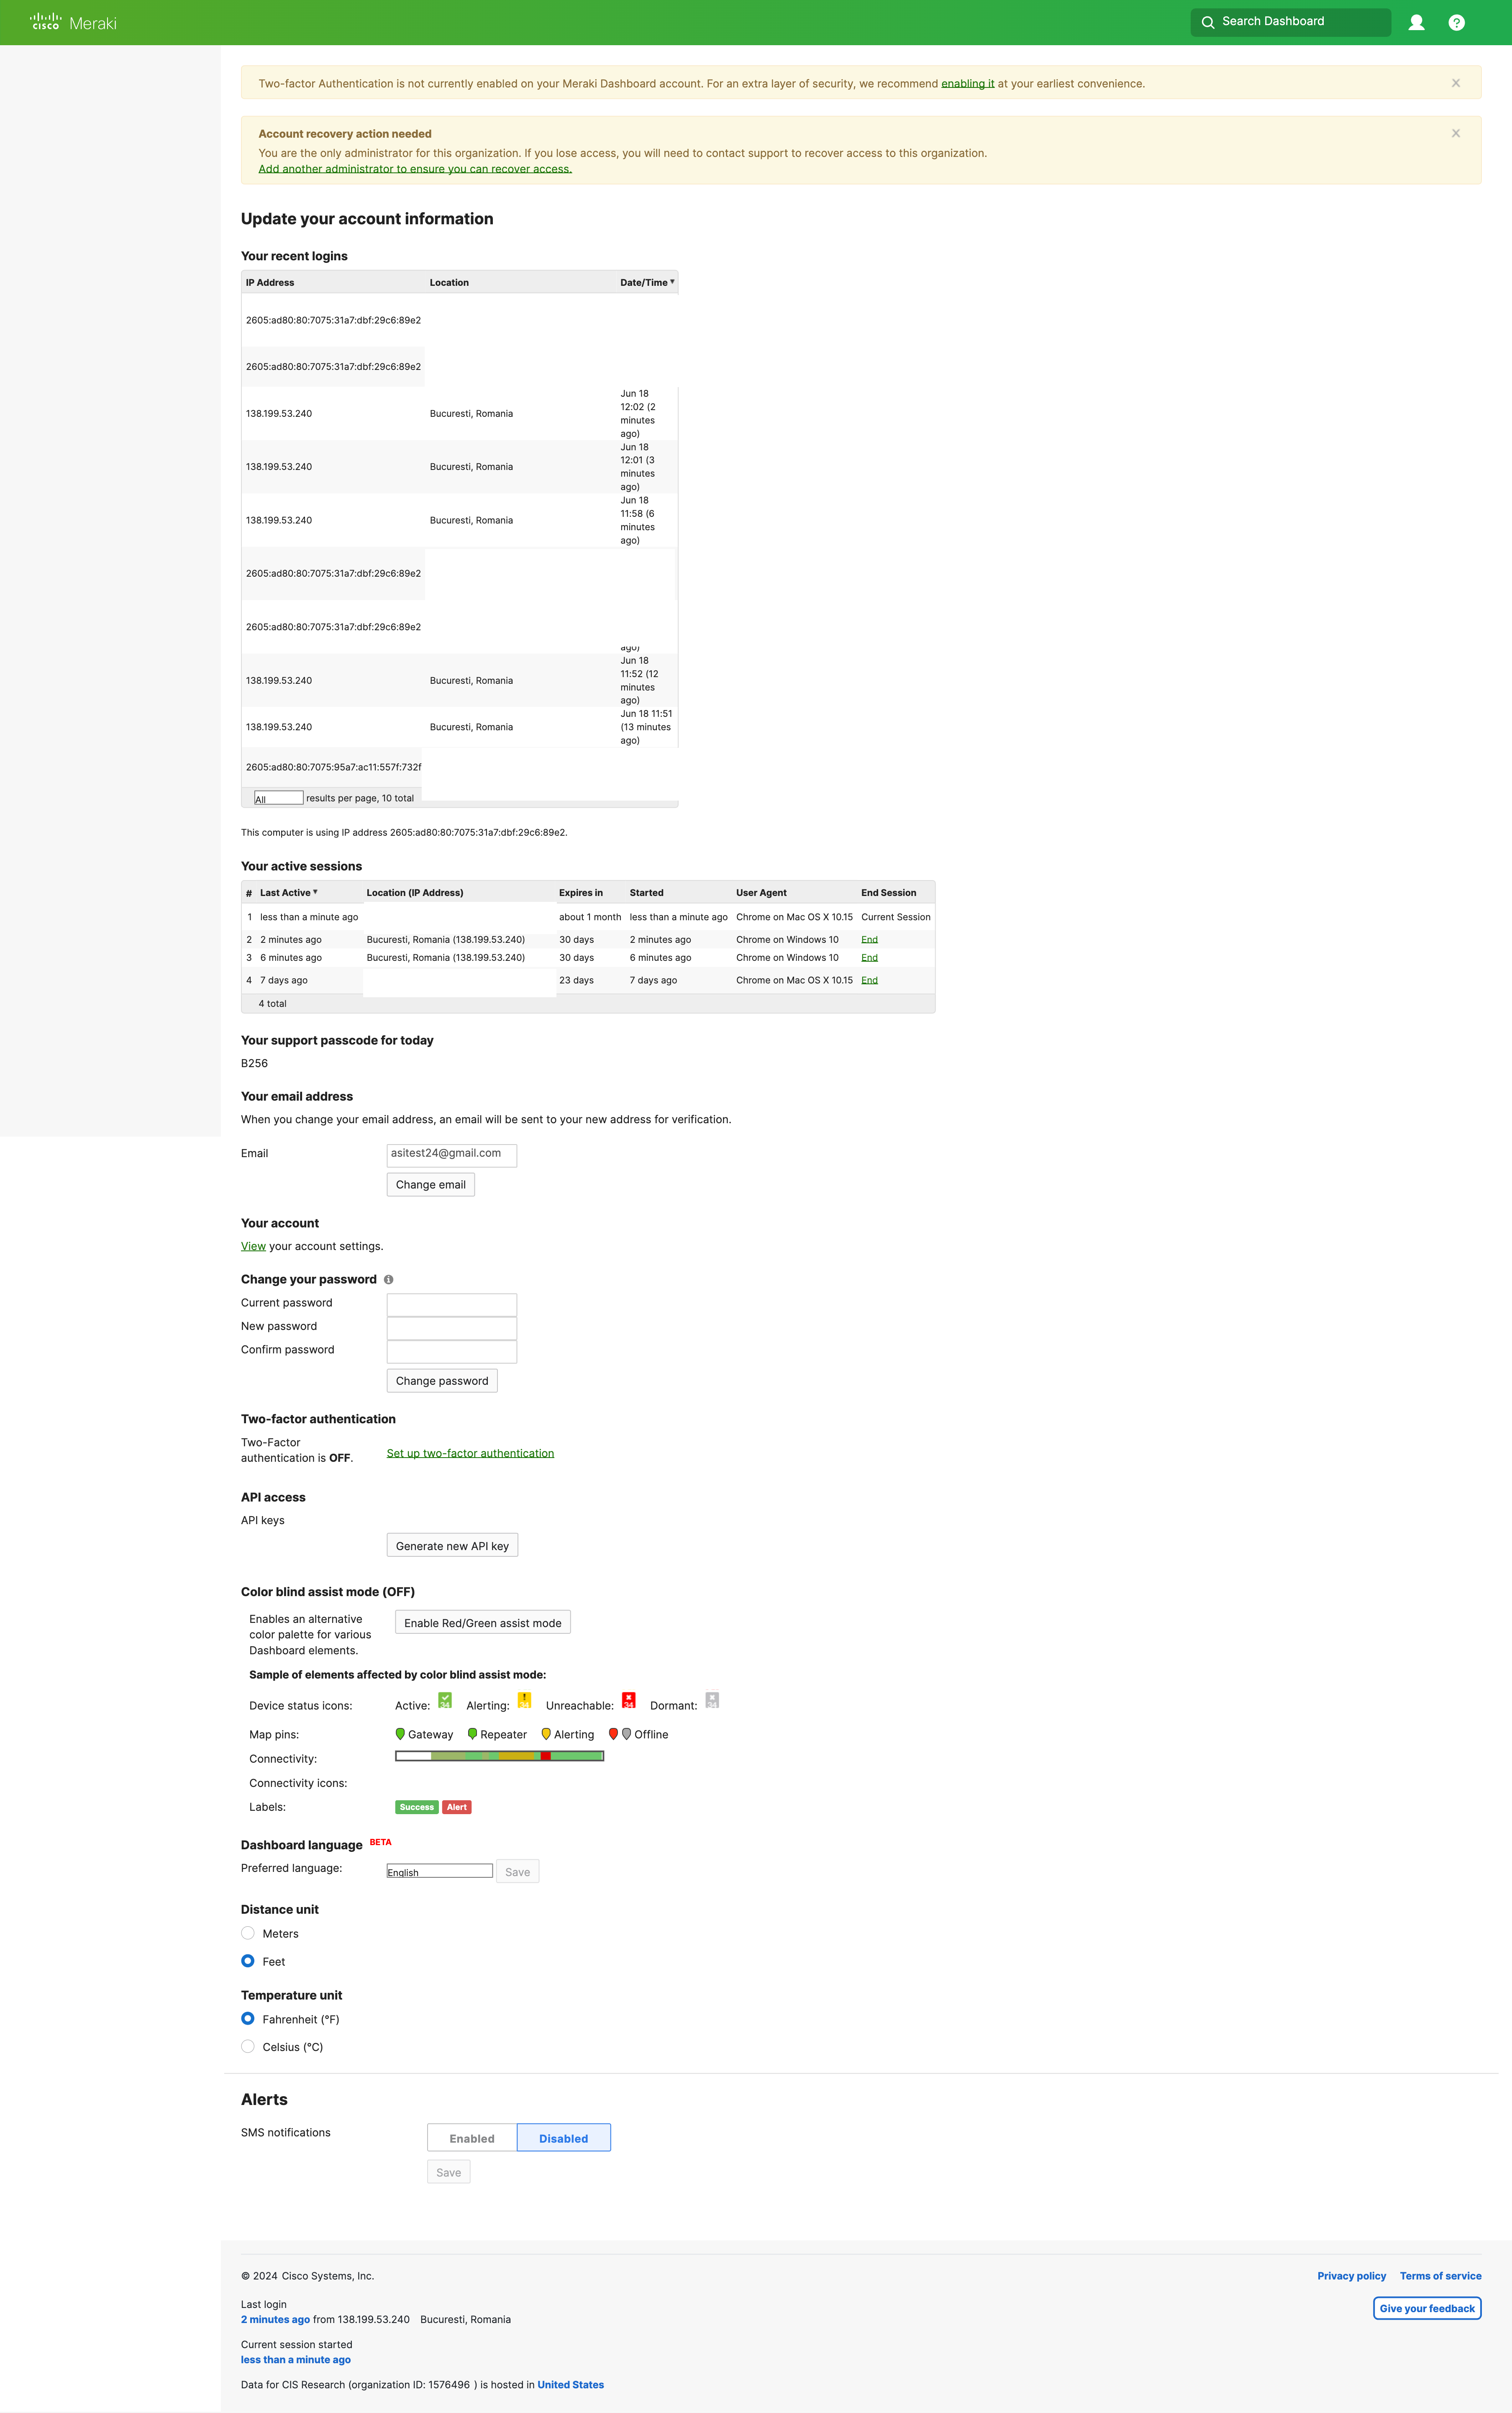 cisco Meraki
Search Dashboard
Two-factor Authentication is not currently enabled on your Meraki Dashboard account. For an extra layer of security, we recommend enabling it at your earliest convenience.
Account recovery action needed
You are the only administrator for this organization. If you lose access, you will need to contact support to recover access to this organization.
Add another administrator to ensure you can recover access.
Update your account information
Your recent logins
IP Address Location Date/Time
2605:ad80:80:7075:31a7:dbf:29c6:89e2
2605:ad80:80:7075:31a7:dbf:29c6:89e2
138.199.53.240 Bucuresti, Romania Jun 18
12:02 (2
minutes
ago)
138.199.53.240 Bucuresti, Romania Jun 18
12:01 (3
minutes
ago)
138.199.53.240 Bucuresti, Romania Jun 18
11:58 (6
minutes
ago)
2605:ad80:80:7075:31a7:dbf:29c6:89e2
2605:ad80:80:7075:31a7:dbf:29c6:89e2
ago)
138.199.53.240 Bucuresti, Romania Jun 18
11:52 (12
minutes
ago)
138.199.53.240 Bucuresti, Romania Jun 18 11:51
(13 minutes
ago)
2605:ad80:80:7075:95a7:ac11:557f:732f
All results per page, 10 total
This computer is using IP address 2605:ad80:80:7075:31a7:dbf:29c6:89e2.
Your active sessions
# Last Active Location (IP Address) Expires in Started User Agent End Session
1 less than a minute ago about 1 month less than a minute ago Chrome on Mac OS X 10.15 Current Session
2 2 minutes ago Bucuresti, Romania (138.199.53.240) 30 days 2 minutes ago Chrome on Windows 10 End
3 6 minutes ago Bucuresti, Romania (138.199.53.240) 30 days 6 minutes ago Chrome on Windows 10 End
4 7 days ago 23 days 7 days ago Chrome on Mac OS X 10.15 End
4 total
Your support passcode for today
B256
Your email address
When you change your email address, an email will be sent to your new address for verification.
Email asitest24@gmail.com
Change email
Your account
View your account settings.
Change your password
Current password
New password
Confirm password
Change password
Two-factor authentication
Two-Factor
authentication is OFF. Set up two-factor authentication
API access
API keys
Generate new API key
Color blind assist mode (OFF)
Enables an alternative
color palette for various
Dashboard elements. Enable Red/Green assist mode
Sample of elements affected by color blind assist mode:
Device status icons: Active: 34 Alerting: 34 Unreachable: 34 Dormant: 34
Map pins: Gateway Repeater Alerting Offline
Connectivity:
Connectivity icons:
Labels: Success Alert
Dashboard language BETA
Preferred language: English Save
Distance unit
Meters
Feet
Temperature unit
Fahrenheit (°F)
Celsius (°C)
Alerts
SMS notifications Enabled Disabled
Save
© 2024 Cisco Systems, Inc. Privacy policy Terms of service
Last login
2 minutes ago from 138.199.53.240 Bucuresti, Romania
Give your feedback
Current session started
less than a minute ago
Data for CIS Research (organization ID: 1576496 ) is hosted in United States